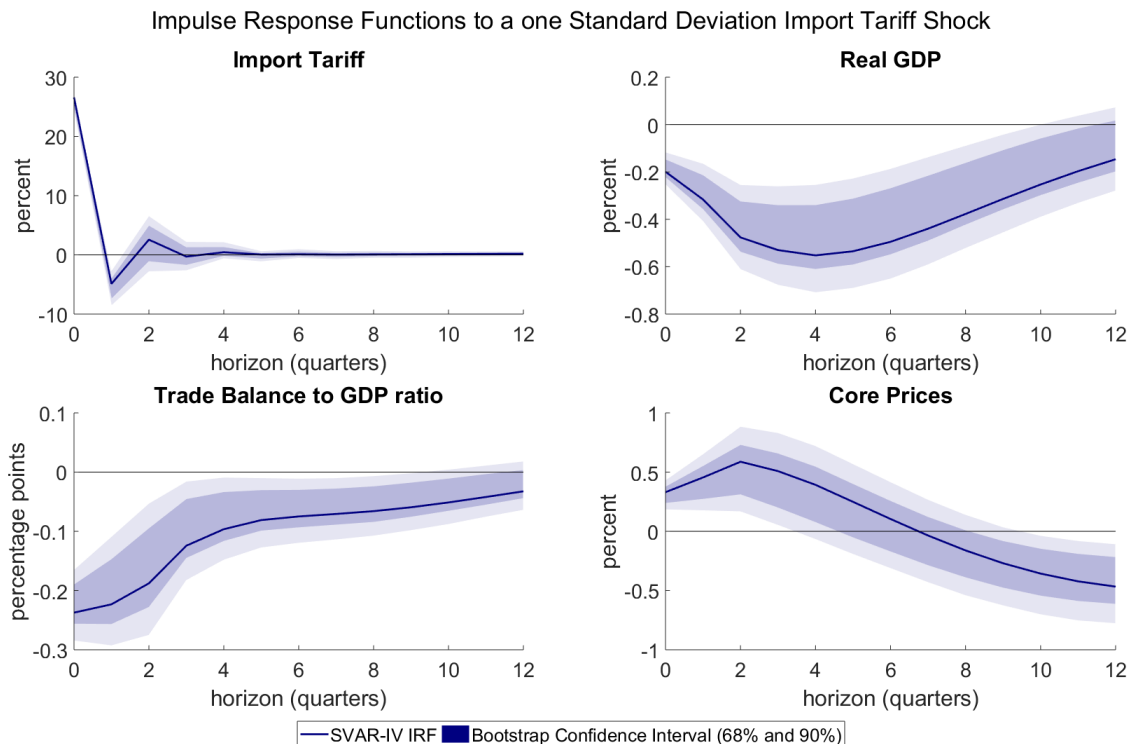 Impulse Response Functions to a one Standard Deviation Import Tariff Shock
Import Tariff
30
20
10
0
-10
percent
0 2 4 6 8 10 12
horizon (quarters)
Real GDP
0.2
0
-0.2
-0.4
-0.6
-0.8
percent
0 2 4 6 8 10 12
horizon (quarters)
Trade Balance to GDP ratio
0.1
0
-0.1
-0.2
-0.3
percentage points
0 2 4 6 8 10 12
horizon (quarters)
Core Prices
1
0.5
0
-0.5
-1
percent
0 2 4 6 8 10 12
horizon (quarters)
SVAR-IV IRF Bootstrap Confidence Interval (68% and 90%)